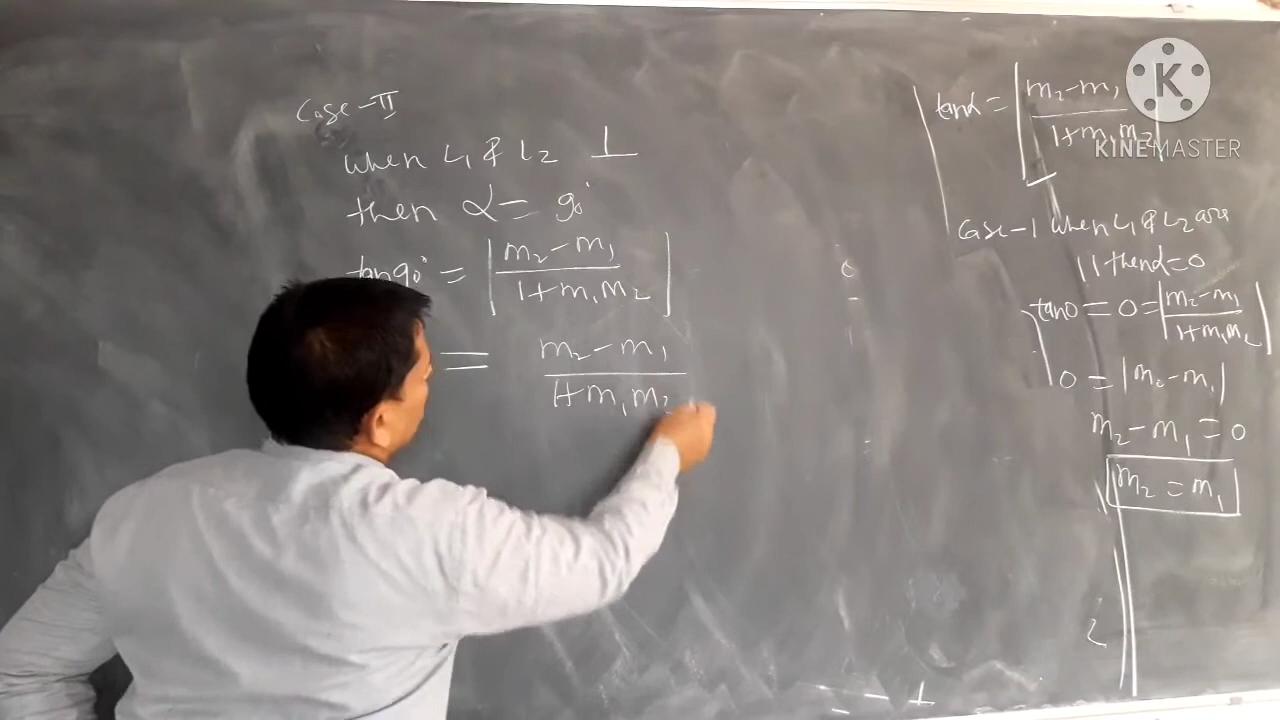 Case-II
when L1 & L2 ⊥
then α = 90°
tan90° = |m2-m1 / 1+m1m2|
= m2-m1 / 1+m1m2
tanα = |m2-m1 / 1+m1m2|
K
KINEMASTER
Case-1 when L1 & L2 are
|| then α=0
tan0 = 0 = |m2-m1 / 1+m1m2|
0 = |m2-m1|
m2-m1 = 0
m2 = m1